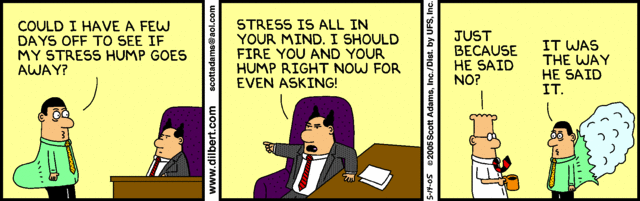 COULD I HAVE A FEW
DAYS OFF TO SEE IF
MY STRESS HUMP GOES
AWAY?
www.dilbert.com
scottadams@aol.com
STRESS IS ALL IN
YOUR MIND. I SHOULD
FIRE YOU AND YOUR
HUMP RIGHT NOW FOR
EVEN ASKING!
5-14-05 ©2005 Scott Adams, Inc./Dist. by UFS, Inc.
JUST
BECAUSE
HE SAID
NO?
IT WAS
THE WAY
HE SAID
IT.